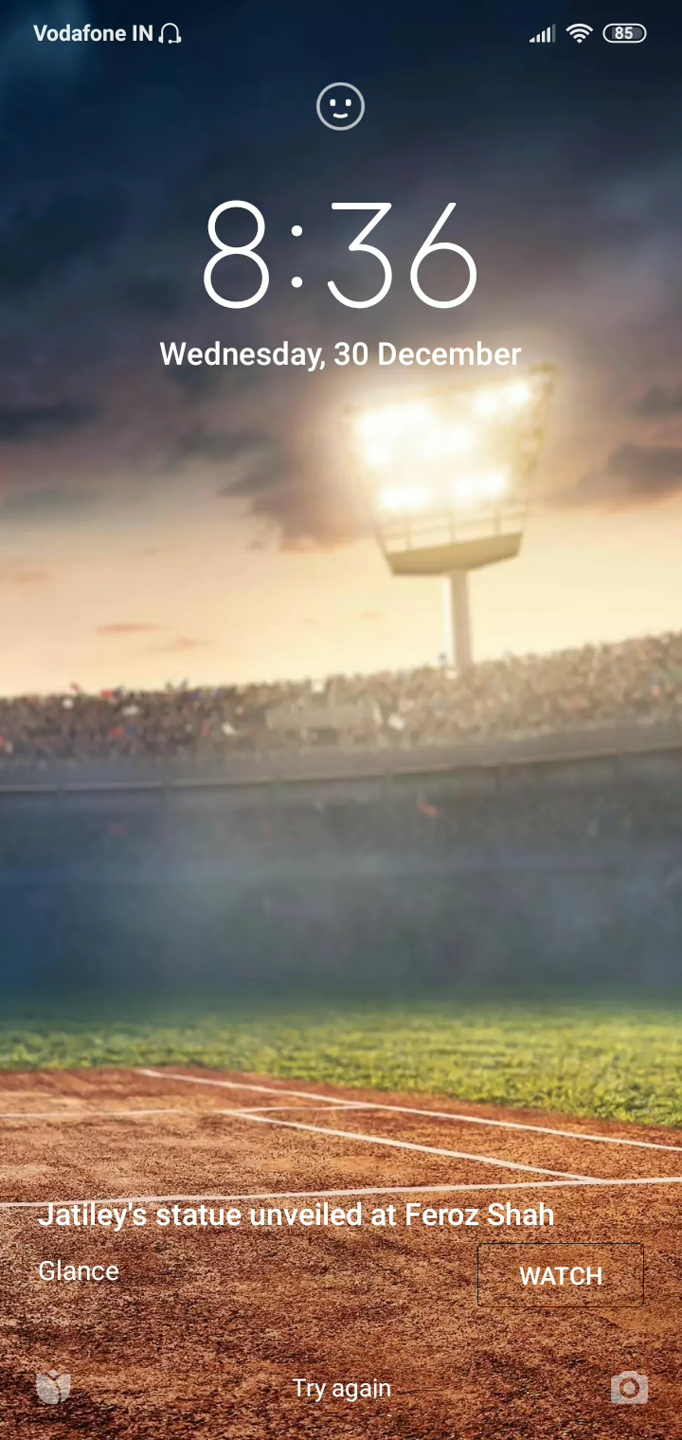 Vodafone IN
85
8:36
Wednesday, 30 December
Jatiley's statue unveiled at Feroz Shah
Glance
WATCH
Try again